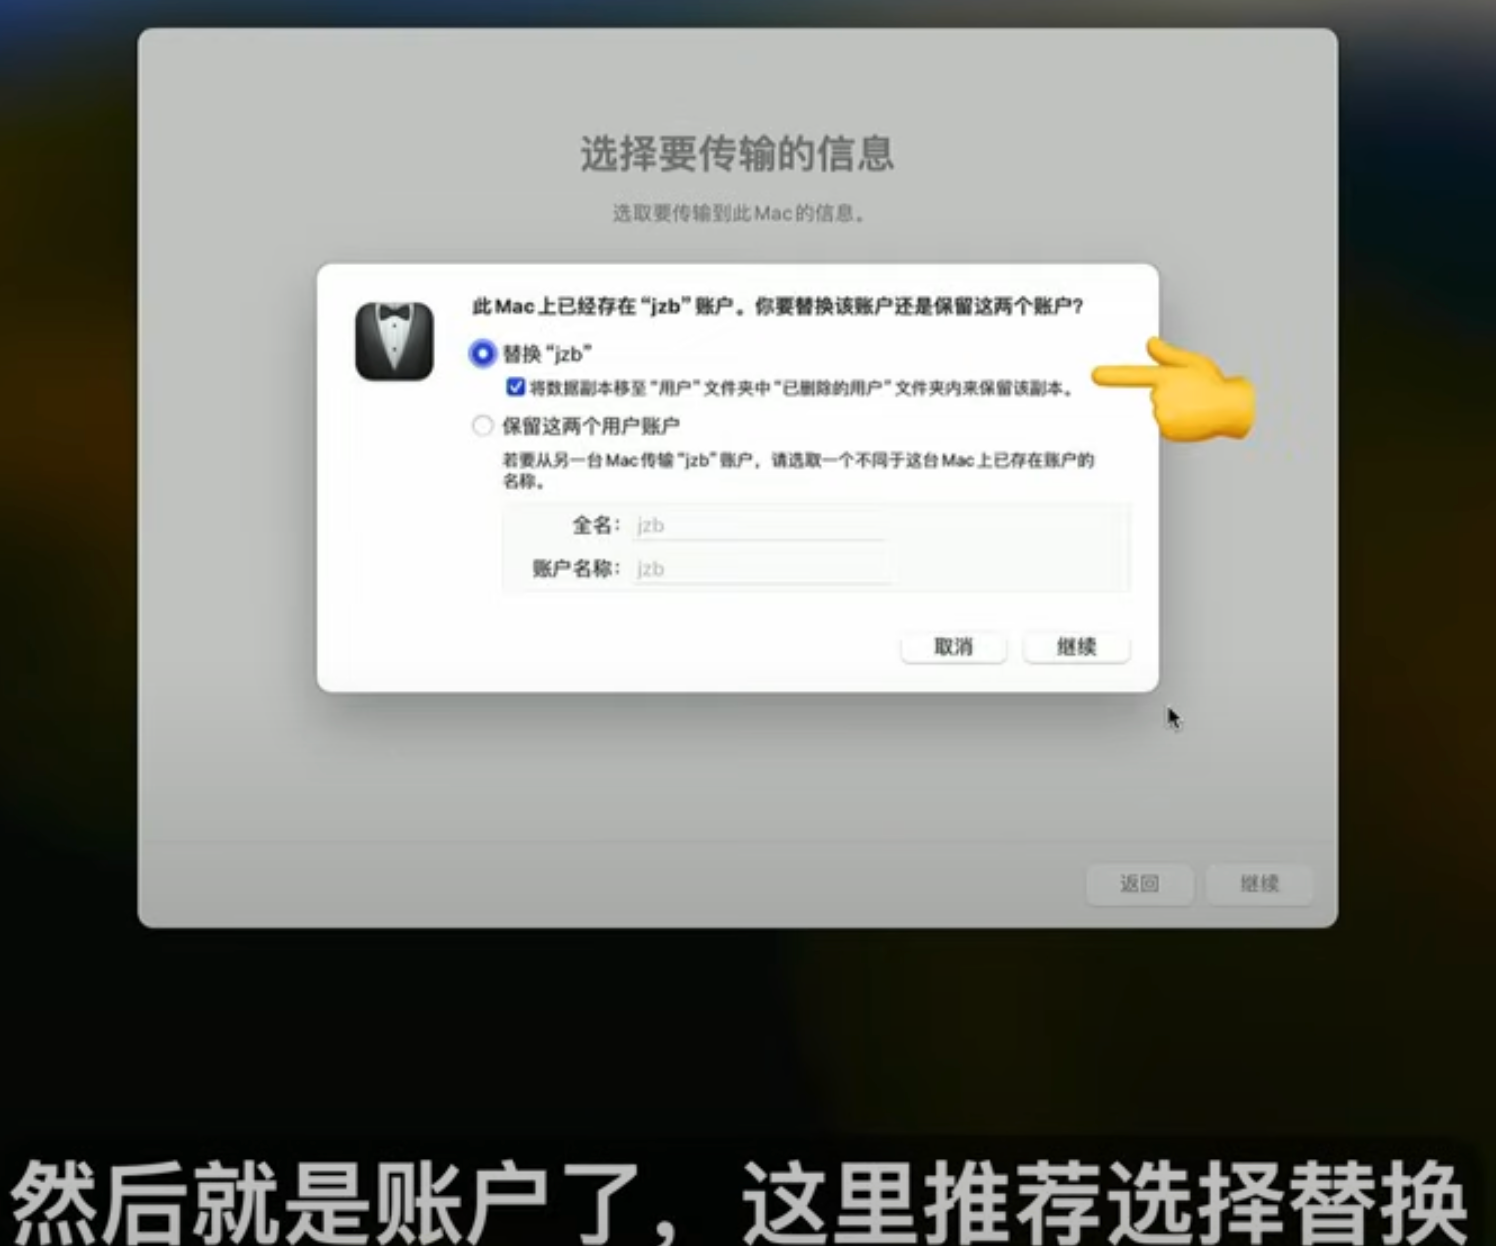 选择要传输的信息
选取要传输到此Mac的信息。
此Mac上已经存在“jzb”账户。你要替换该账户还是保留这两个账户？
替换“jzb”
将数据副本移至“用户”文件夹中“已删除的用户”文件夹内来保留该副本。
保留这两个用户账户
若要从另一台Mac传输“jzb”账户，请选取一个不同于这台Mac上已存在账户的
名称。
全名： jzb
账户名称： jzb
取消 继续
返回 继续
然后就是账户了，这里推荐选择替换